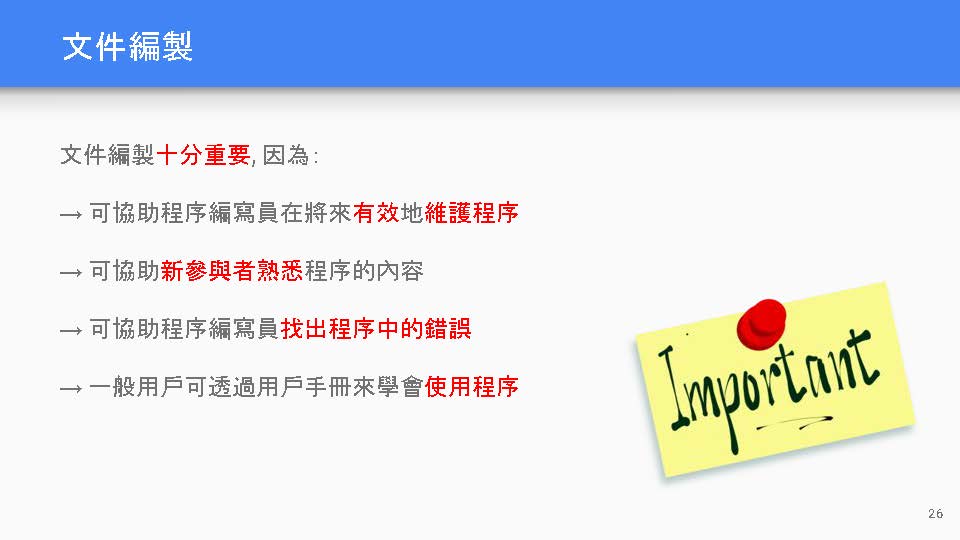 文件編製
文件編製十分重要, 因為:
→ 可協助程序編寫員在將來有效地維護程序
→ 可協助新參與者熟悉程序的內容
→ 可協助程序編寫員找出程序中的錯誤
→ 一般用戶可透過用戶手冊來學會使用程序
Important
26